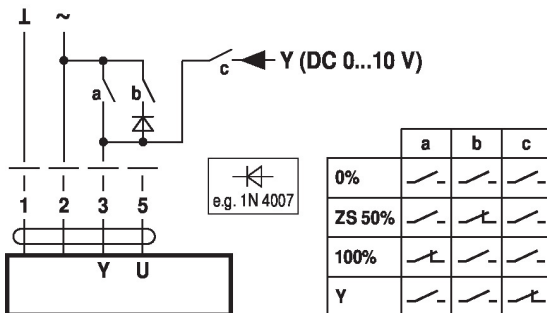 ⊥ ~
a b c Y (DC 0...10 V)
1 2 3 5
Y U
e.g. 1N 4007
a b c
0%
ZS 50%
100%
Y